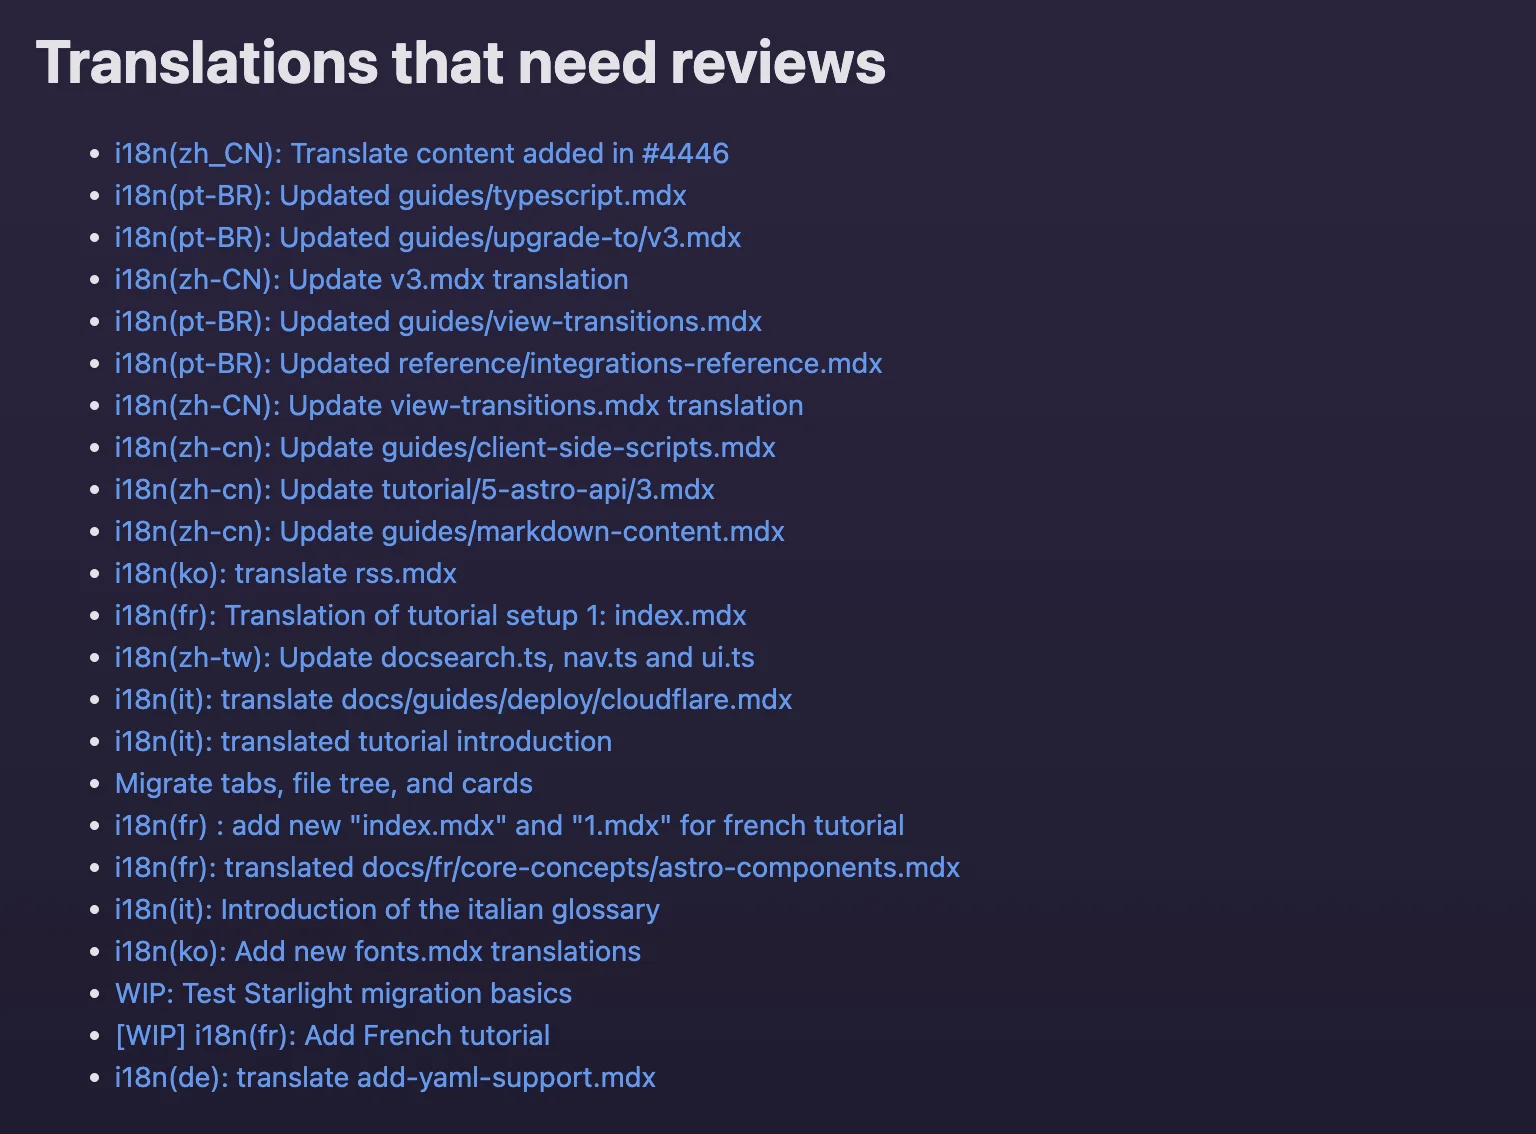 Translations that need reviews
i18n(zh_CN): Translate content added in #4446
i18n(pt-BR): Updated guides/typescript.mdx
i18n(pt-BR): Updated guides/upgrade-to/v3.mdx
i18n(zh-CN): Update v3.mdx translation
i18n(pt-BR): Updated guides/view-transitions.mdx
i18n(pt-BR): Updated reference/integrations-reference.mdx
i18n(zh-CN): Update view-transitions.mdx translation
i18n(zh-cn): Update guides/client-side-scripts.mdx
i18n(zh-cn): Update tutorial/5-astro-api/3.mdx
i18n(zh-cn): Update guides/markdown-content.mdx
i18n(ko): translate rss.mdx
i18n(fr): Translation of tutorial setup 1: index.mdx
i18n(zh-tw): Update docsearch.ts, nav.ts and ui.ts
i18n(it): translate docs/guides/deploy/cloudflare.mdx
i18n(it): translated tutorial introduction
Migrate tabs, file tree, and cards
i18n(fr) : add new "index.mdx" and "1.mdx" for french tutorial
i18n(fr): translated docs/fr/core-concepts/astro-components.mdx
i18n(it): Introduction of the italian glossary
i18n(ko): Add new fonts.mdx translations
WIP: Test Starlight migration basics
[WIP] i18n(fr): Add French tutorial
i18n(de): translate add-yaml-support.mdx